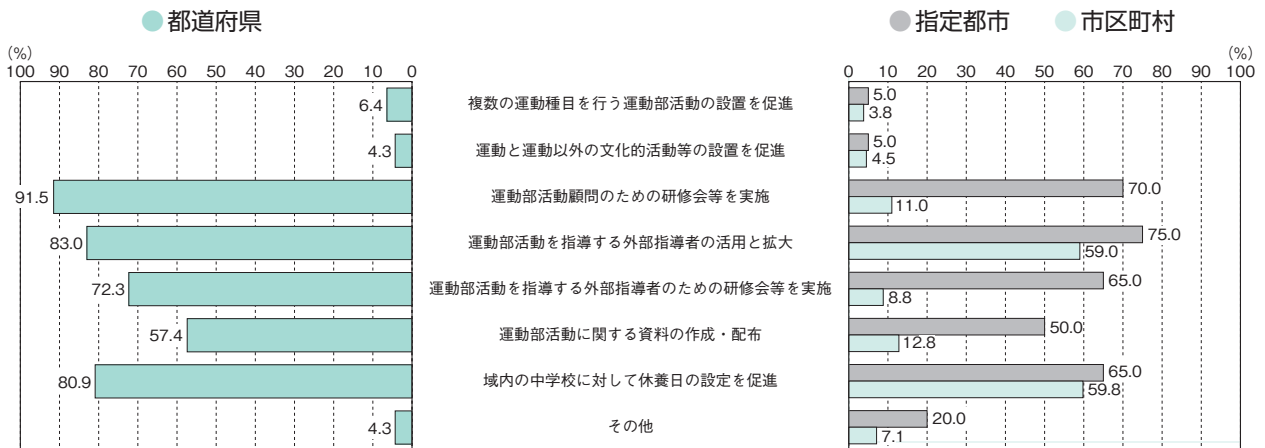 都道府県
指定都市 市区町村
(%) (%)
100 90 80 70 60 50 40 30 20 10 0 0 10 20 30 40 50 60 70 80 90 100
6.4 複数の運動種目を行う運動部活動の設置を促進 5.0
3.8
4.3 運動と運動以外の文化的活動等の設置を促進 5.0
4.5
91.5 運動部活動顧問のための研修会等を実施 70.0
11.0
83.0 運動部活動を指導する外部指導者の活用と拡大 75.0
59.0
72.3 運動部活動を指導する外部指導者のための研修会等を実施 65.0
8.8
57.4 運動部活動に関する資料の作成・配布 50.0
12.8
80.9 域内の中学校に対して休養日の設定を促進 65.0
59.8
4.3 その他 20.0
7.1